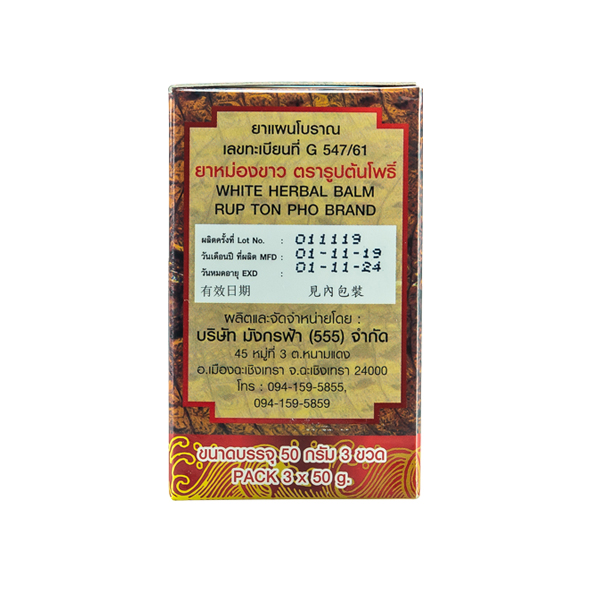 ยาแผนโบราณ
เลขทะเบียนที่ G 547/61
ยาหม่องขาว ตรารูปต้นโพธิ์
WHITE HERBAL BALM
RUP TON PHO BRAND
ผลิตครั้งที่ Lot No. : 011119
วันเดือนปี ที่ผลิต MFD : 01-11-19
วันหมดอายุ EXD : 01-11-24
有效日期 見內包裝
ผลิตและจัดจำหน่ายโดย :
บริษัท มังกรฟ้า (555) จำกัด
45 หมู่ที่ 3 ต.หนามแดง
อ.เมืองฉะเชิงเทรา จ.ฉะเชิงเทรา 24000
โทร : 094-159-5855,
094-159-5859
ขนาดบรรจุ 50 กรัม 3 ขวด
PACK 3 x 50 g.